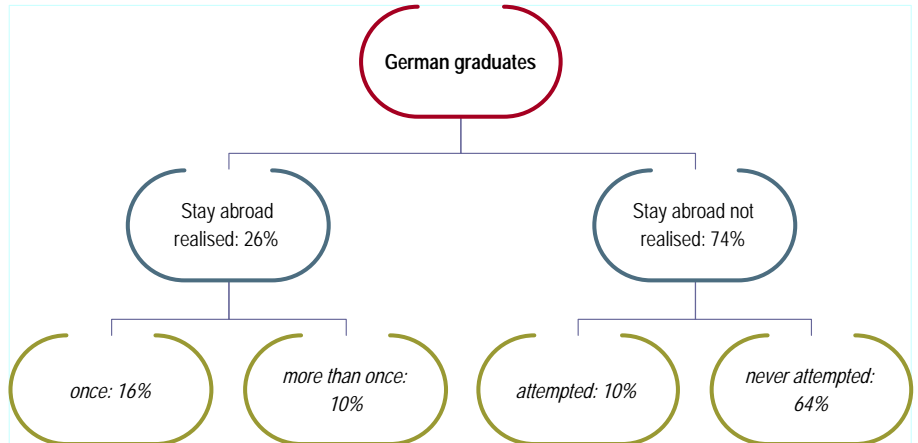 German graduates
Stay abroad
realised: 26%
Stay abroad not
realised: 74%
once: 16%
more than once:
10%
attempted: 10%
never attempted:
64%